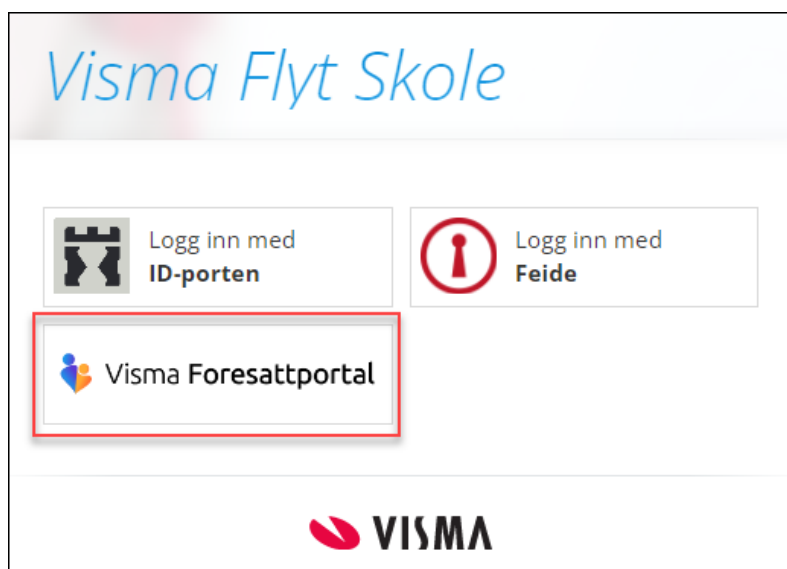 Visma Flyt Skole
Logg inn med
ID-porten
Logg inn med
Feide
Visma Foresattportal
VISMA